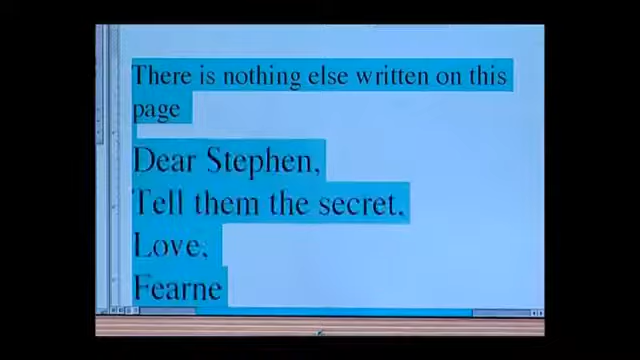 There is nothing else written on this
page
Dear Stephen,
Tell them the secret.
Love,
Fearne